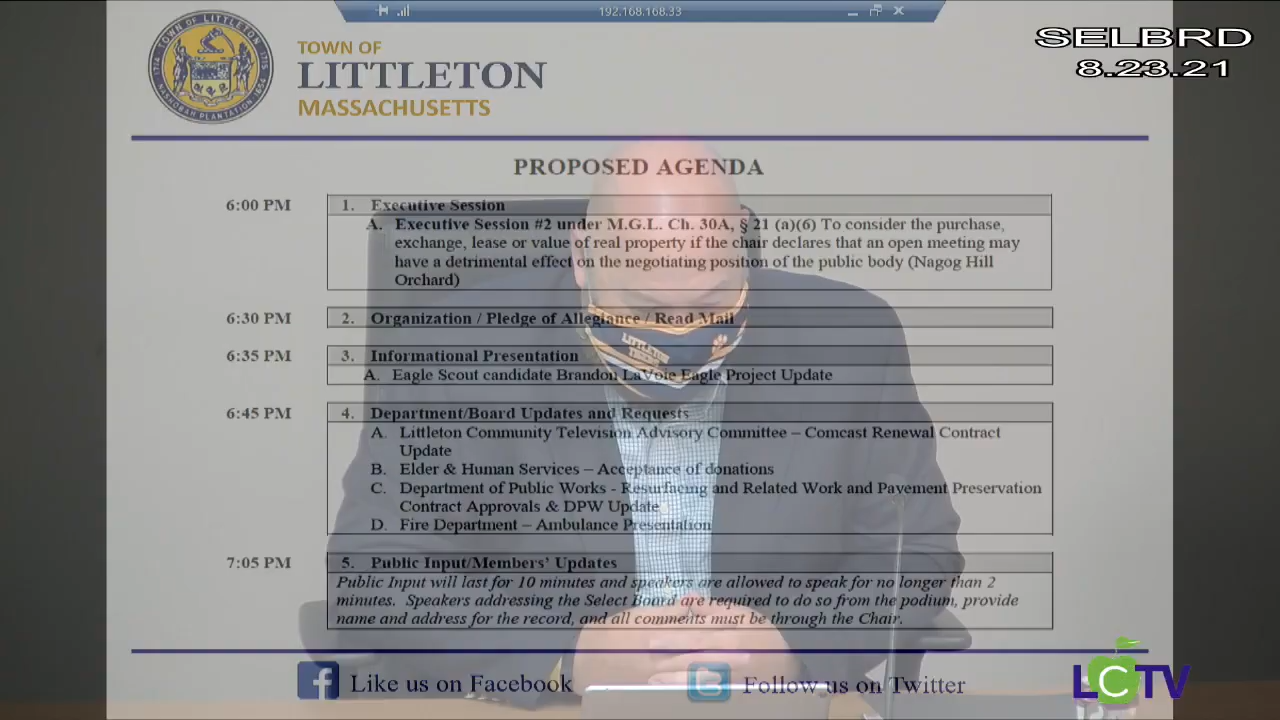 192.168.168.33
SELBRD
8.23.21
TOWN OF LITTLETON
1714 1715
NASHOBAH PLANTATION 1654
TOWN OF
LITTLETON
MASSACHUSETTS
PROPOSED AGENDA
6:00 PM 1. Executive Session
A. Executive Session #2 under M.G.L. Ch. 30A, § 21 (a)(6) To consider the purchase,
exchange, lease or value of real property if the chair declares that an open meeting may
have a detrimental effect on the negotiating position of the public body (Nagog Hill
Orchard)
6:30 PM 2. Organization / Pledge of Allegiance / Read Mail
LITTLETON
TIGERS
6:35 PM 3. Informational Presentation
A. Eagle Scout candidate Brandon LaVoie Eagle Project Update
6:45 PM 4. Department/Board Updates and Requests
A. Littleton Community Television Advisory Committee – Comcast Renewal Contract
Update
B. Elder & Human Services – Acceptance of donations
C. Department of Public Works - Resurfacing and Related Work and Pavement Preservation
Contract Approvals & DPW Update
D. Fire Department – Ambulance Presentation
7:05 PM 5. Public Input/Members' Updates
Public Input will last for 10 minutes and speakers are allowed to speak for no longer than 2
minutes. Speakers addressing the Select Board are required to do so from the podium, provide
name and address for the record, and all comments must be through the Chair.
f Like us on Facebook
Follow us on Twitter
LCTV